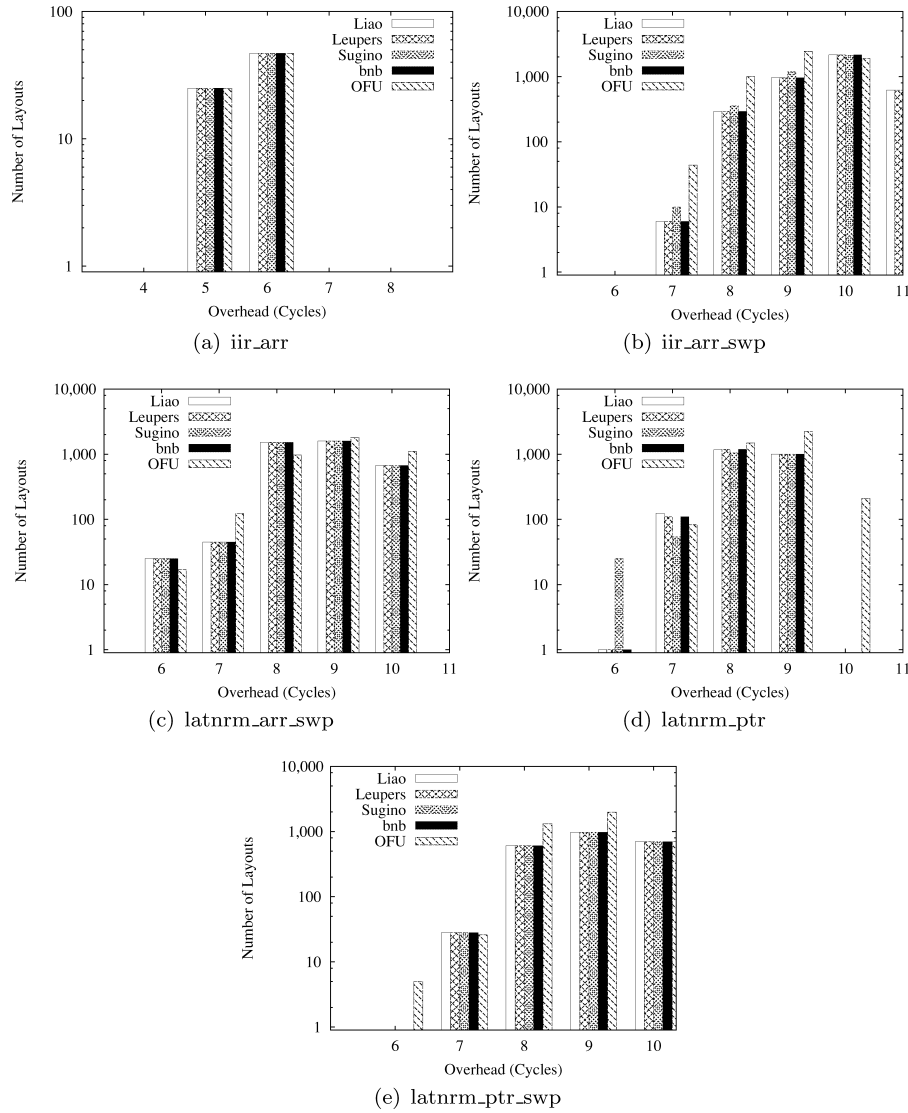 100
10
1
Number of Layouts
Liao
Leupers
Sugino
bnb
OFU
4 5 6 7 8
Overhead (Cycles)
(a) iir_arr
10,000
1,000
100
10
1
Number of Layouts
Liao
Leupers
Sugino
bnb
OFU
6 7 8 9 10 11
Overhead (Cycles)
(b) iir_arr_swp
10,000
1,000
100
10
1
Number of Layouts
Liao
Leupers
Sugino
bnb
OFU
6 7 8 9 10 11
Overhead (Cycles)
(c) latnrm_arr_swp
10,000
1,000
100
10
1
Number of Layouts
Liao
Leupers
Sugino
bnb
OFU
6 7 8 9 10 11
Overhead (Cycles)
(d) latnrm_ptr
10,000
1,000
100
10
1
Number of Layouts
Liao
Leupers
Sugino
bnb
OFU
6 7 8 9 10
Overhead (Cycles)
(e) latnrm_ptr_swp